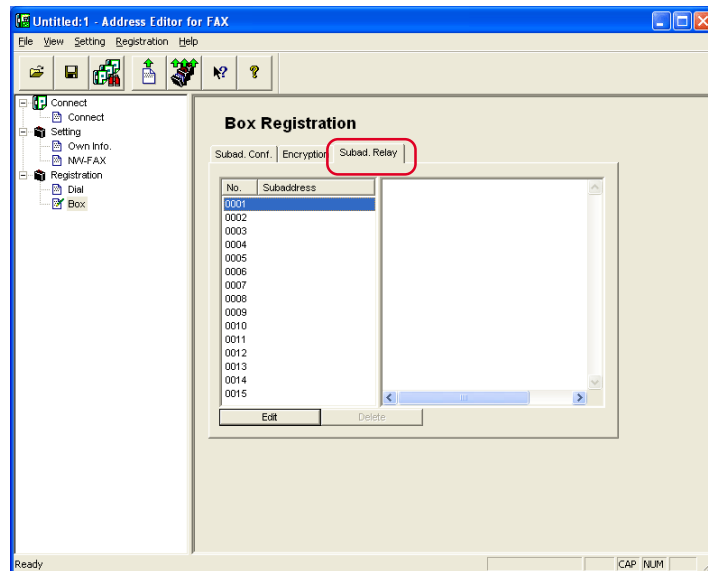 Untitled:1 - Address Editor for FAX
File View Setting Registration Help
Connect
Connect
Setting
Own Info.
NW-FAX
Registration
Dial
Box
Box Registration
Subad. Conf. Encryption Subad. Relay
No. Subaddress
0001
0002
0003
0004
0005
0006
0007
0008
0009
0010
0011
0012
0013
0014
0015
Edit Delete
Ready CAP NUM